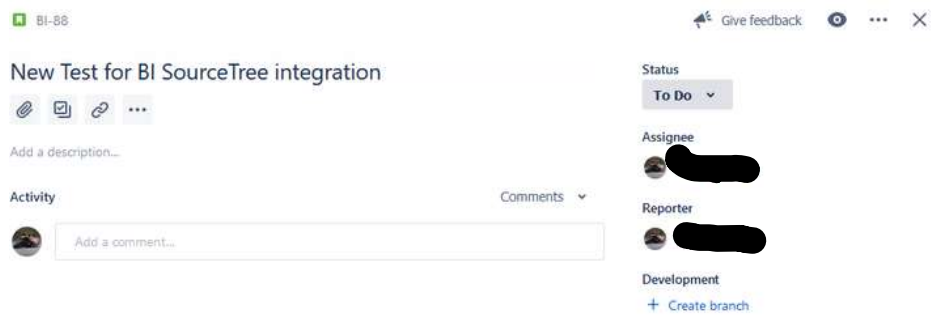 BI-88
Give feedback
New Test for BI SourceTree integration
Add a description...
Activity
Comments
Add a comment...
Status
To Do
Assignee
Reporter
Development
+ Create branch